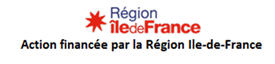 Région
îledeFrance
Action financée par la Région Ile-de-France